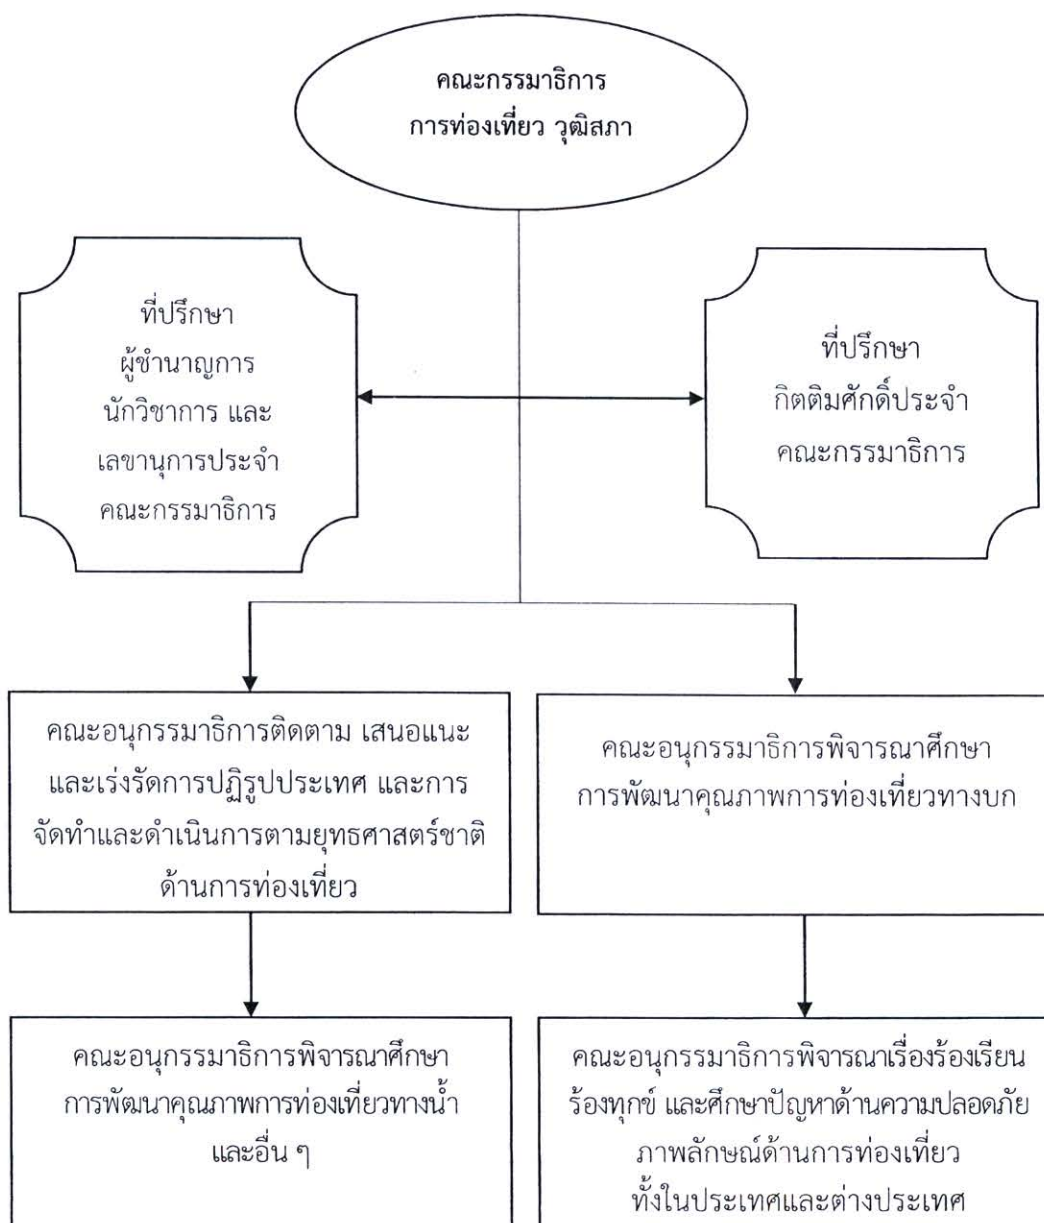 คณะกรรมาธิการ
การท่องเที่ยว วุฒิสภา
ที่ปรึกษา
ผู้ชำนาญการ
นักวิชาการ และ
เลขานุการประจำ
คณะกรรมาธิการ
ที่ปรึกษา
กิตติมศักดิ์ประจำ
คณะกรรมาธิการ
คณะอนุกรรมาธิการติดตาม เสนอแนะ
และเร่งรัดการปฏิรูปประเทศ และการ
จัดทำและดำเนินการตามยุทธศาสตร์ชาติ
ด้านการท่องเที่ยว
คณะอนุกรรมาธิการพิจารณาศึกษา
การพัฒนาคุณภาพการท่องเที่ยวทางบก
คณะอนุกรรมาธิการพิจารณาศึกษา
การพัฒนาคุณภาพการท่องเที่ยวทางน้ำ
และอื่น ๆ
คณะอนุกรรมาธิการพิจารณาเรื่องร้องเรียน
ร้องทุกข์ และศึกษาปัญหาด้านความปลอดภัย
ภาพลักษณ์ด้านการท่องเที่ยว
ทั้งในประเทศและต่างประเทศ